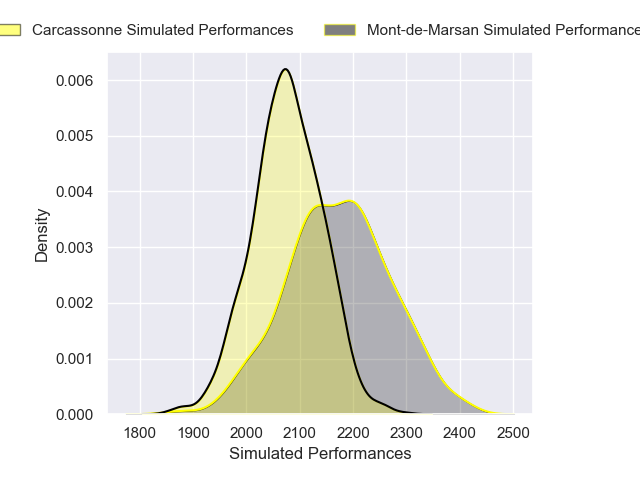 Carcassonne Simulated Performances Mont-de-Marsan Simulated Performance
0.006
0.005
0.004
0.003
0.002
0.001
0.000
Density
1800 1900 2000 2100 2200 2300 2400 2500
Simulated Performances